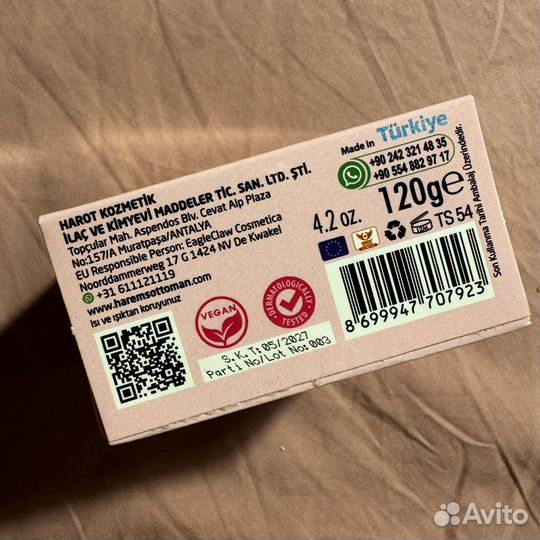 HAROT KOZMETİK
İLAÇ VE KİMYEVİ MADDELER TİC. SAN. LTD. ŞTİ.
Topçular Mah. Aspendos Blv. Cevat Alp Plaza
No:157/A Muratpaşa/ANTALYA
EU Responsible Person: EagleClaw Cosmetica
Noorddammerweg 17 G 1424 NV De Kwakel
+31 611121119
www.haremsottoman.com
Isı ve ışıktan koruyunuz
VEGAN
DERMATOLOGICALLY
TESTED
S.K.T:05/2027
Parti No/Lot No:003
Made in Türkiye
+90 242 321 48 35
+90 554 882 97 17
4.2 oz. 120g℮
TS 54
8 699947 707923
Son Kullanma Tarihi Ambalaj Üzerindedir.
Avito